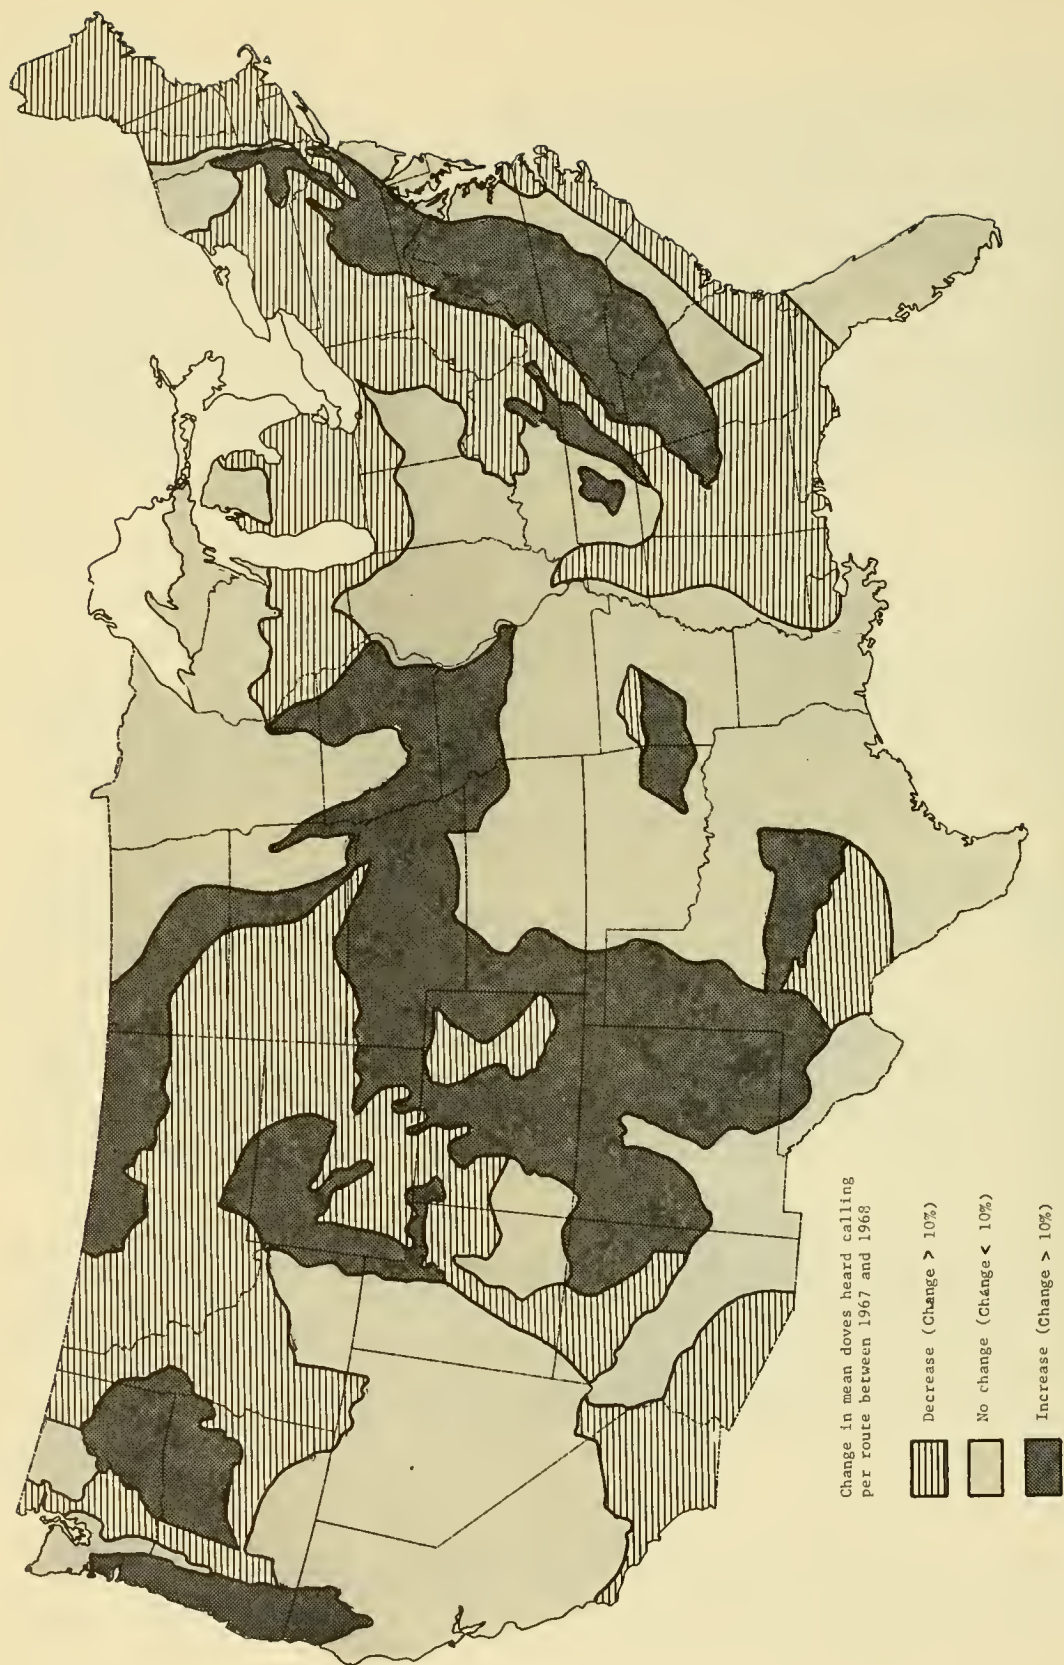 Change in mean doves heard calling
per route between 1967 and 1968
Decrease (Change > 10%)
No change (Change < 10%)
Increase (Change > 10%)